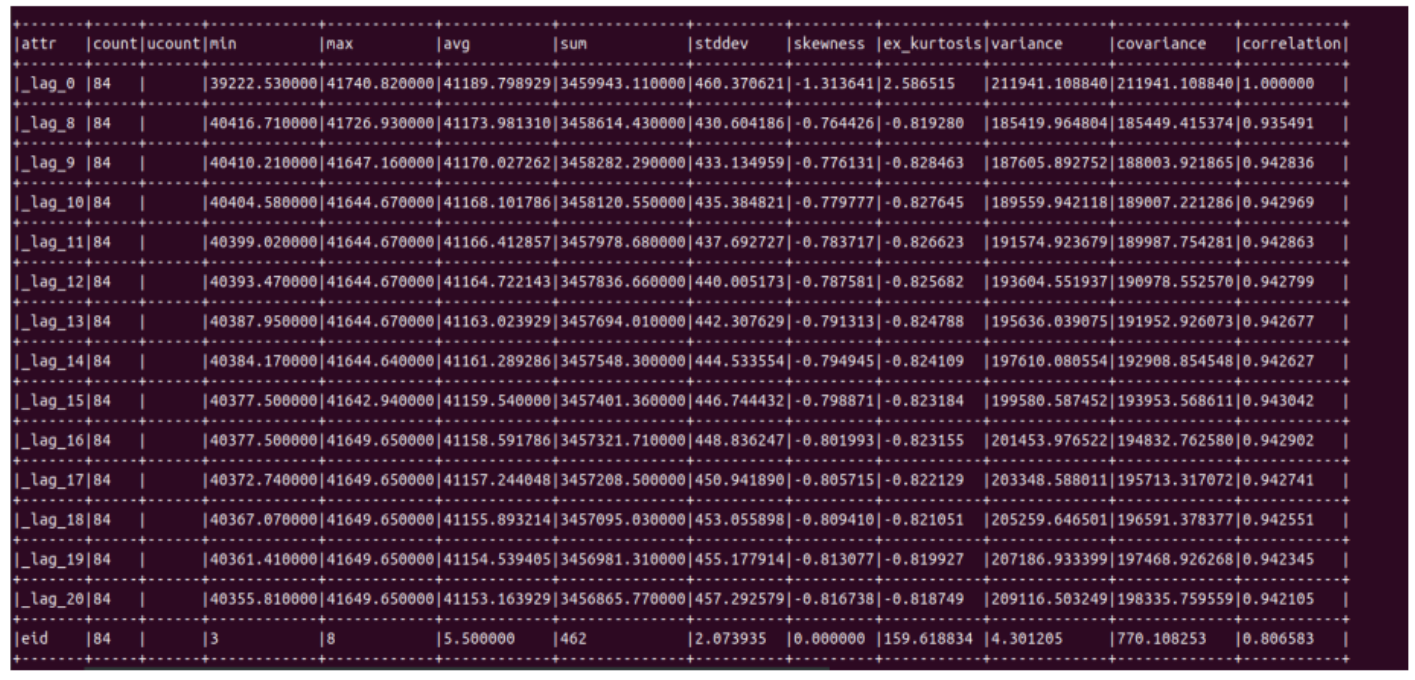 |attr |count|ucount|min |max |avg |sum |stddev |skewness |ex_kurtosis|variance |covariance |correlation|
|_lag_0 |84 | |39222.530000|41740.820000|41189.798929|3459943.110000|460.370621|-1.313641|2.586515 |211941.108840|211941.108840|1.000000 |
|_lag_8 |84 | |40416.710000|41726.930000|41173.981310|3458614.430000|430.604186|-0.764426|-0.819280 |185419.964804|185449.415374|0.935491 |
|_lag_9 |84 | |40410.210000|41647.160000|41170.027262|3458282.290000|433.134959|-0.776131|-0.828463 |187605.892752|188003.921865|0.942836 |
|_lag_10|84 | |40404.580000|41644.670000|41168.101786|3458120.550000|435.384821|-0.779777|-0.827645 |189559.942118|189007.221286|0.942969 |
|_lag_11|84 | |40399.020000|41644.670000|41166.412857|3457978.680000|437.692727|-0.783717|-0.826623 |191574.923679|189987.754281|0.942863 |
|_lag_12|84 | |40393.470000|41644.670000|41164.722143|3457836.660000|440.005173|-0.787581|-0.825682 |193604.551937|190978.552570|0.942799 |
|_lag_13|84 | |40387.950000|41644.670000|41163.023929|3457694.010000|442.307629|-0.791313|-0.824788 |195636.039075|191952.926073|0.942677 |
|_lag_14|84 | |40384.170000|41644.640000|41161.289286|3457548.300000|444.533554|-0.794945|-0.824109 |197610.080554|192908.854548|0.942627 |
|_lag_15|84 | |40377.500000|41642.940000|41159.540000|3457401.360000|446.744432|-0.798871|-0.823184 |199580.587452|193953.568611|0.943042 |
|_lag_16|84 | |40377.500000|41649.650000|41158.591786|3457321.710000|448.836247|-0.801993|-0.823155 |201453.976522|194832.762580|0.942902 |
|_lag_17|84 | |40372.740000|41649.650000|41157.244048|3457208.500000|450.941890|-0.805715|-0.822129 |203348.588011|195713.317072|0.942741 |
|_lag_18|84 | |40367.070000|41649.650000|41155.893214|3457095.030000|453.055898|-0.809410|-0.821051 |205259.646501|196591.378377|0.942551 |
|_lag_19|84 | |40361.410000|41649.650000|41154.539405|3456981.310000|455.177914|-0.813077|-0.819927 |207186.933399|197468.926268|0.942345 |
|_lag_20|84 | |40355.810000|41649.650000|41153.163929|3456865.770000|457.292579|-0.816738|-0.818749 |209116.503249|198335.759559|0.942105 |
|eid |84 | |3 |8 |5.500000 |462 |2.073935 |0.000000 |159.618834 |4.301205 |770.108253 |0.806583 |